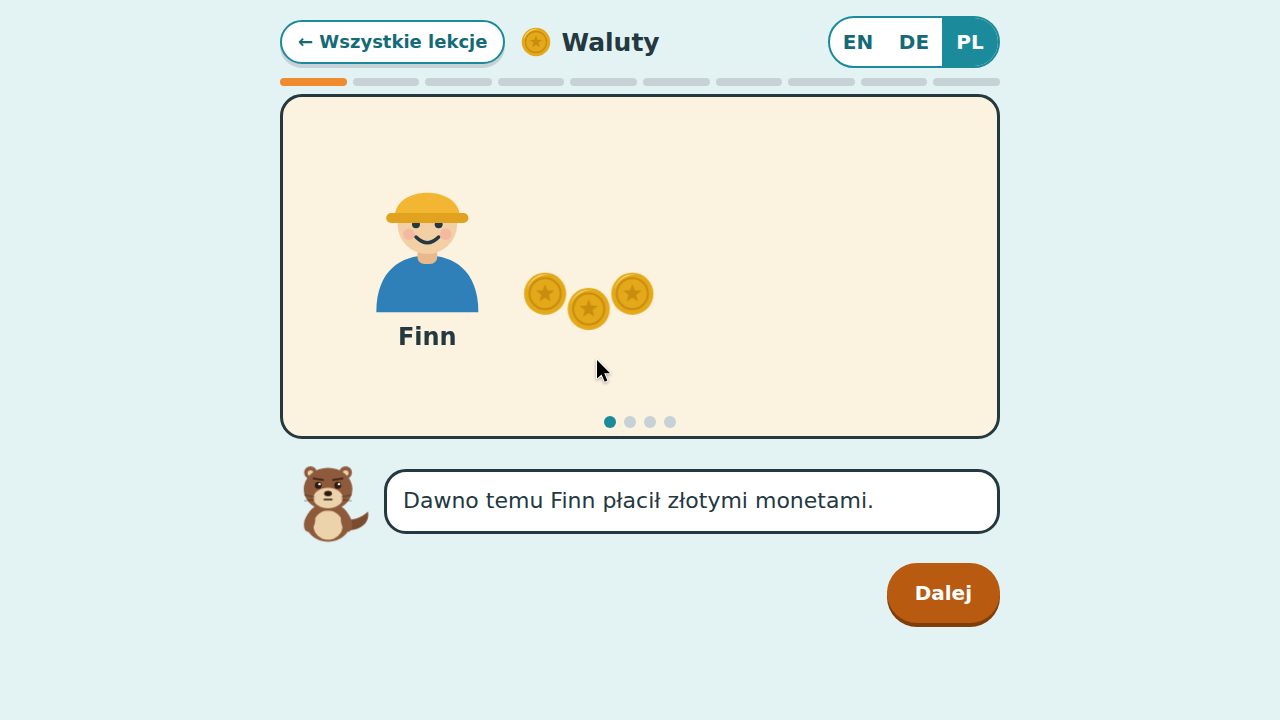 ← Wszystkie lekcje
Waluty
EN DE PL
Finn
Dawno temu Finn płacił złotymi monetami.
Dalej